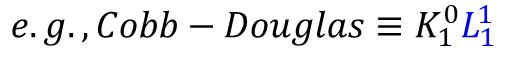 e.g.,Cobb − Douglas ≡ K₁⁰L₁¹